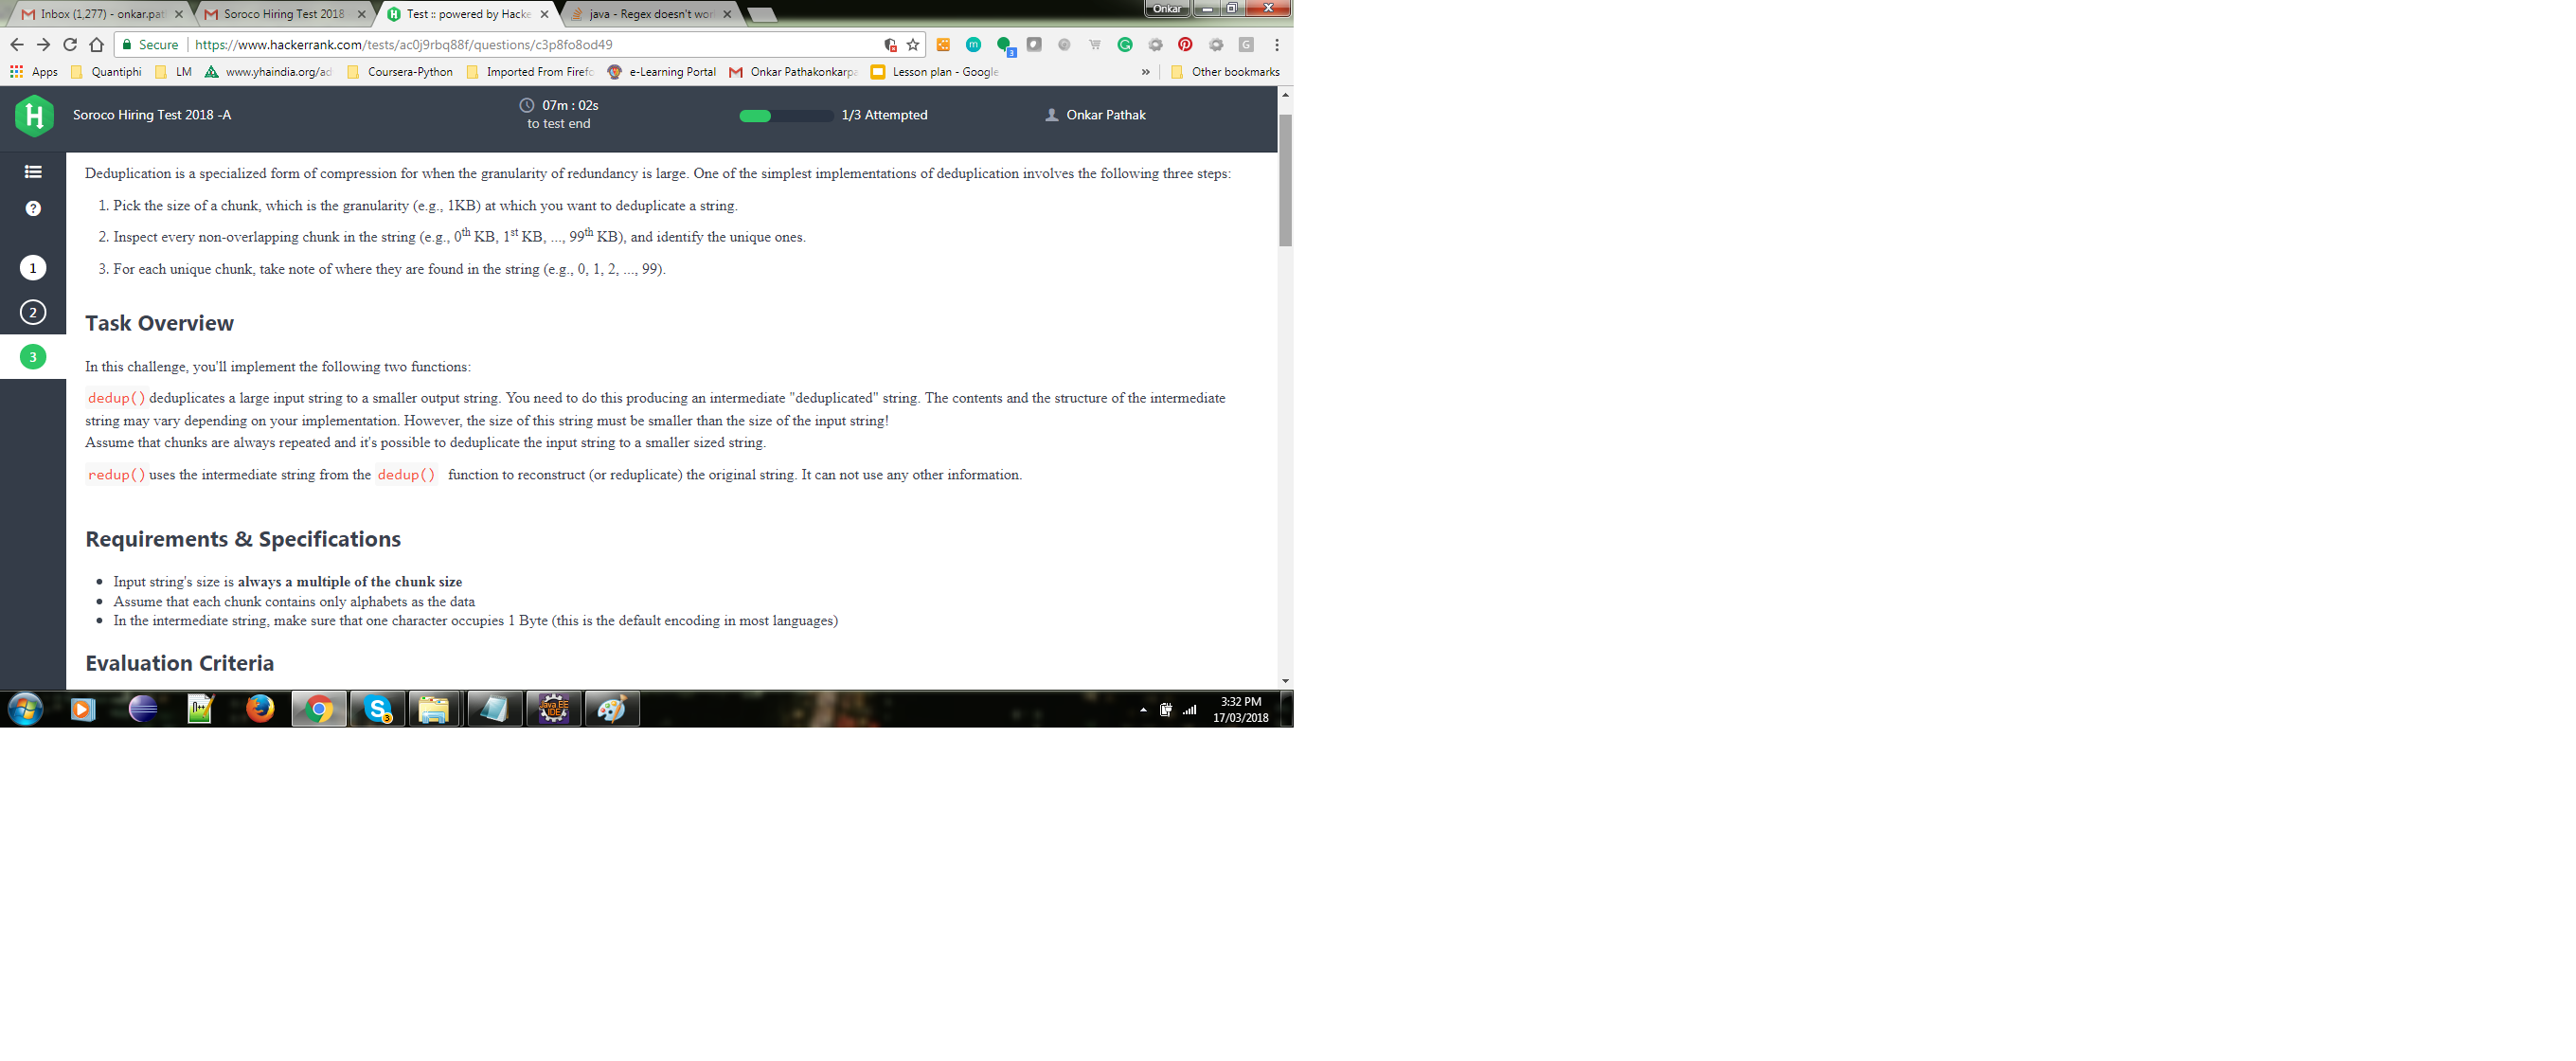 Inbox (1,277) - onkar.pat
Soroco Hiring Test 2018
Test :: powered by Hacke
java - Regex doesn't wor
Onkar
Secure
https://www.hackerrank.com/tests/ac0j9rbq88f/questions/c3p8fo8od49
Apps
Quantiphi
LM
www.yhaindia.org/ad
Coursera-Python
Imported From Firefo
e-Learning Portal
Onkar Pathakonkarpa
Lesson plan - Google
»
Other bookmarks
Soroco Hiring Test 2018 -A
07m : 02s
to test end
1/3 Attempted
Onkar Pathak
1
2
3
Deduplication is a specialized form of compression for when the granularity of redundancy is large. One of the simplest implementations of deduplication involves the following three steps:
1. Pick the size of a chunk, which is the granularity (e.g., 1KB) at which you want to deduplicate a string.
2. Inspect every non-overlapping chunk in the string (e.g., 0th KB, 1st KB, ..., 99th KB), and identify the unique ones.
3. For each unique chunk, take note of where they are found in the string (e.g., 0, 1, 2, ..., 99).
Task Overview
In this challenge, you'll implement the following two functions:
dedup() deduplicates a large input string to a smaller output string. You need to do this producing an intermediate "deduplicated" string. The contents and the structure of the intermediate
string may vary depending on your implementation. However, the size of this string must be smaller than the size of the input string!
Assume that chunks are always repeated and it's possible to deduplicate the input string to a smaller sized string.
redup() uses the intermediate string from the dedup() function to reconstruct (or reduplicate) the original string. It can not use any other information.
Requirements & Specifications
• Input string's size is always a multiple of the chunk size
• Assume that each chunk contains only alphabets as the data
• In the intermediate string, make sure that one character occupies 1 Byte (this is the default encoding in most languages)
Evaluation Criteria
3:32 PM
17/03/2018